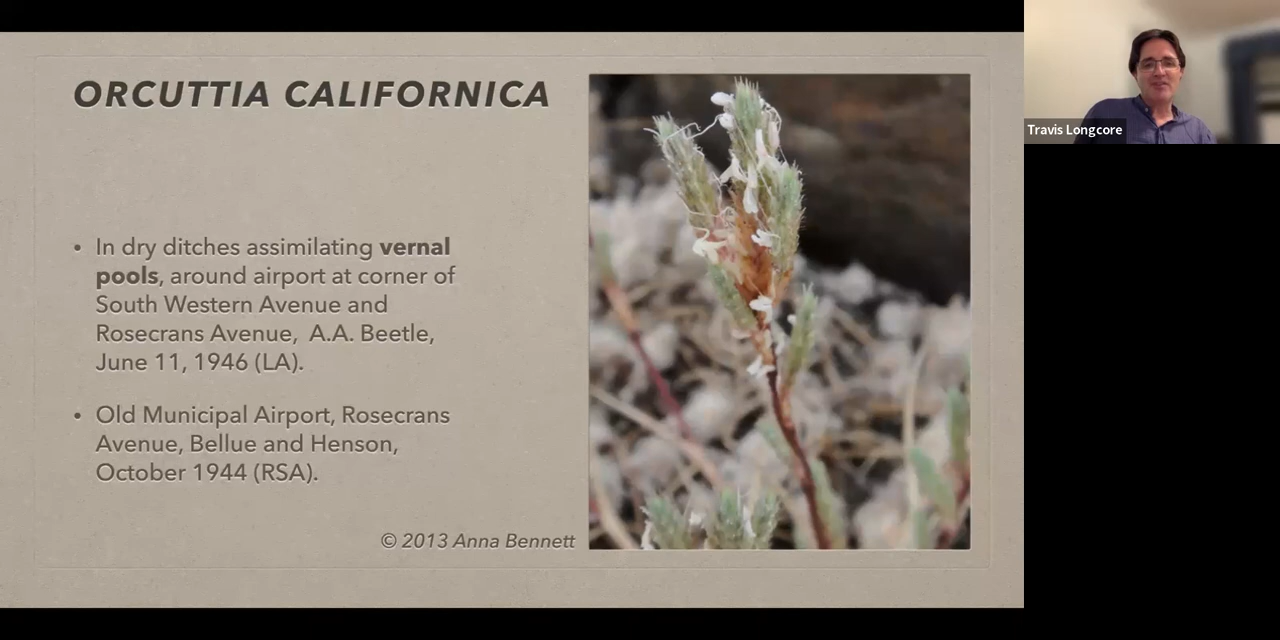 ORCUTTIA CALIFORNICA
• In dry ditches assimilating vernal
pools, around airport at corner of
South Western Avenue and
Rosecrans Avenue, A.A. Beetle,
June 11, 1946 (LA).
• Old Municipal Airport, Rosecrans
Avenue, Bellue and Henson,
October 1944 (RSA).
© 2013 Anna Bennett
Travis Longcore